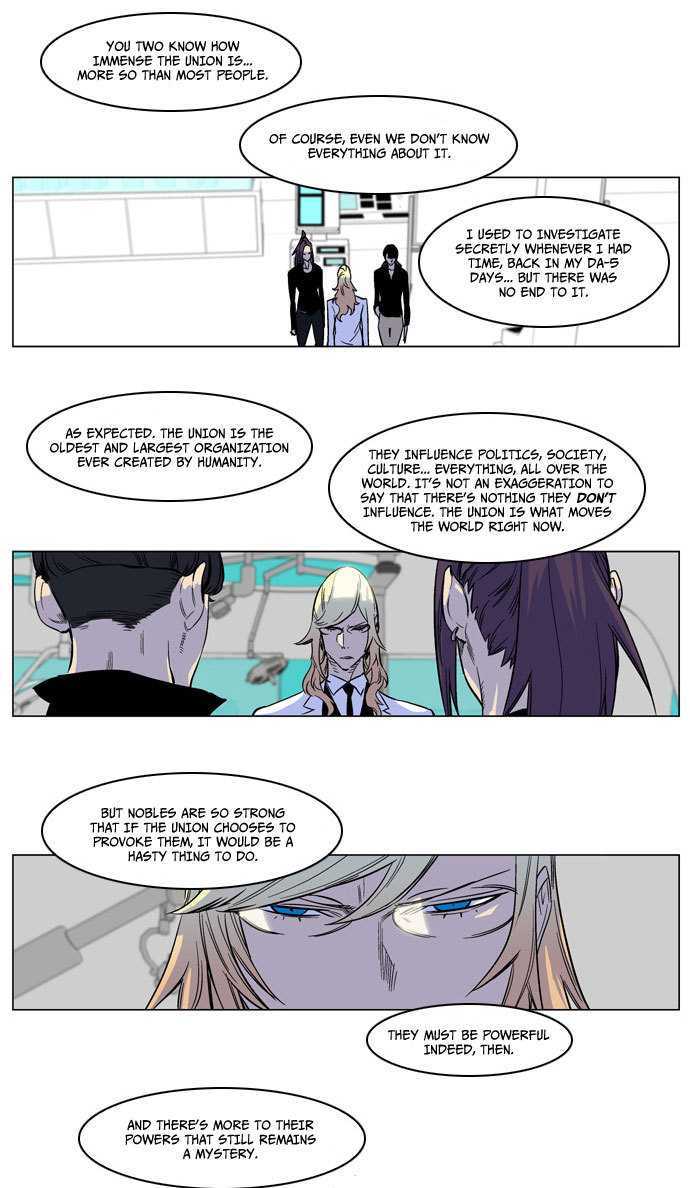 YOU TWO KNOW HOW
IMMENSE THE UNION IS...
MORE SO THAN MOST PEOPLE.
OF COURSE, EVEN WE DON'T KNOW
EVERYTHING ABOUT IT.
I USED TO INVESTIGATE
SECRETLY WHENEVER I HAD
TIME, BACK IN MY DA-5
DAYS... BUT THERE WAS
NO END TO IT.
AS EXPECTED. THE UNION IS THE
OLDEST AND LARGEST ORGANIZATION
EVER CREATED BY HUMANITY.
THEY INFLUENCE POLITICS, SOCIETY,
CULTURE... EVERYTHING, ALL OVER THE
WORLD. IT'S NOT AN EXAGGERATION TO
SAY THAT THERE'S NOTHING THEY DON'T
INFLUENCE. THE UNION IS WHAT MOVES
THE WORLD RIGHT NOW.
BUT NOBLES ARE SO STRONG
THAT IF THE UNION CHOOSES TO
PROVOKE THEM, IT WOULD BE A
HASTY THING TO DO.
THEY MUST BE POWERFUL
INDEED, THEN.
AND THERE'S MORE TO THEIR
POWERS THAT STILL REMAINS
A MYSTERY.